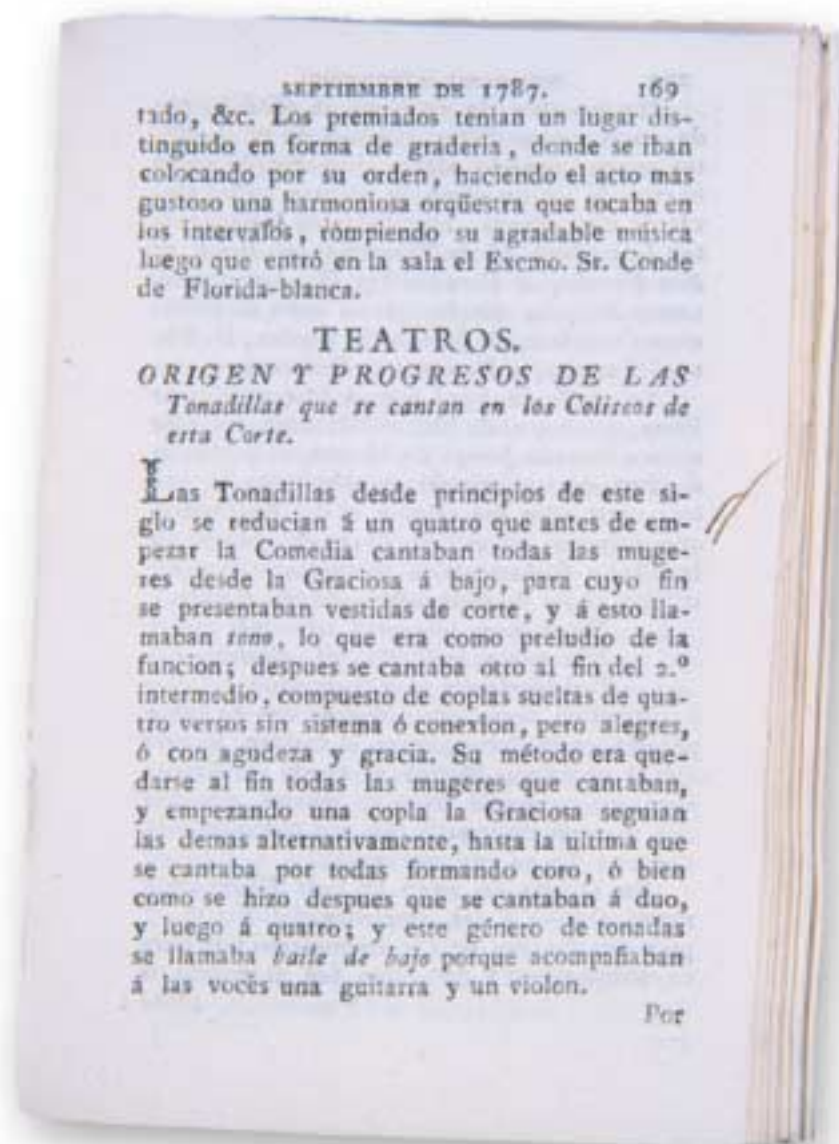 SEPTIEMBRE DE 1787. 169
tado, &c. Los premiados tenian un lugar dis-
tinguido en forma de graderia, donde se iban
colocando por su orden, haciendo el acto mas
gustoso una harmoniosa orqüestra que tocaba en
los intervalos, rompiendo su agradable música
luego que entró en la sala el Excmo. Sr. Conde
de Florida-blanca.
TEATROS.
ORIGEN Y PROGRESOS DE LAS
Tonadillas que se cantan en los Coliseos de
esta Corte.
Las Tonadillas desde principios de este si-
glo se reducian á un quatro que antes de em-
pezar la Comedia cantaban todas las muge-
res desde la Graciosa á bajo, para cuyo fin
se presentaban vestidas de corte, y á esto lla-
maban tono, lo que era como preludio de la
funcion; despues se cantaba otro al fin del 2.º
intermedio, compuesto de coplas sueltas de qua-
tro versos sin sistema ó conexîon, pero alegres,
ó con agudeza y gracia. Su método era que-
darse al fin todas las mugeres que cantaban,
y empezando una copla la Graciosa seguian
las demas alternativamente, hasta la ultima que
se cantaba por todas formando coro, ó bien
como se hizo despues que se cantaban á duo,
y luego á quatro; y este género de tonadas
se llamaba baile de bajo porque acompañaban
á las voces una guitarra y un violon.
Por